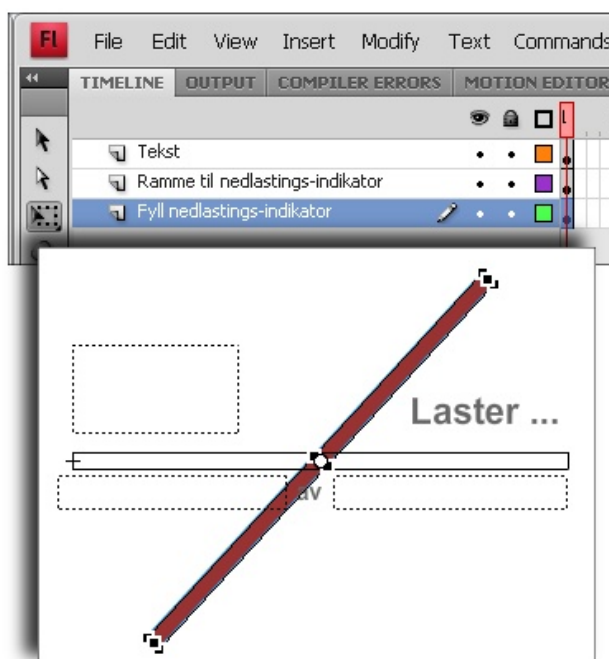 Fl
File Edit View Insert Modify Text Commands
TIMELINE OUTPUT COMPILER ERRORS MOTION EDITOR
1
Tekst
Ramme til nedlastings-indikator
Fyll nedlastings-indikator
Laster ...
av